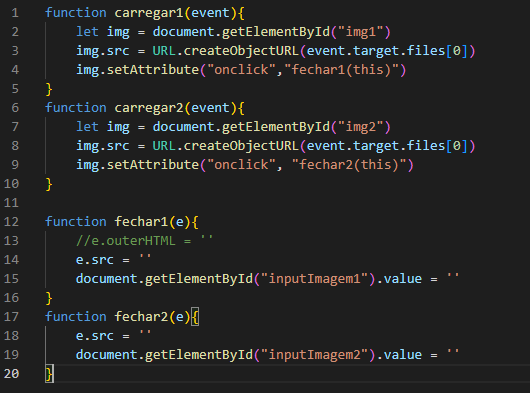 1 function carregar1(event){
2     let img = document.getElementById("img1")
3     img.src = URL.createObjectURL(event.target.files[0])
4     img.setAttribute("onclick","fechar1(this)")
5 }
6 function carregar2(event){
7     let img = document.getElementById("img2")
8     img.src = URL.createObjectURL(event.target.files[0])
9     img.setAttribute("onclick", "fechar2(this)")
10 }
11
12 function fechar1(e){
13     //e.outerHTML = ''
14     e.src = ''
15     document.getElementById("inputImagem1").value = ''
16 }
17 function fechar2(e){
18     e.src = ''
19     document.getElementById("inputImagem2").value = ''
20 }